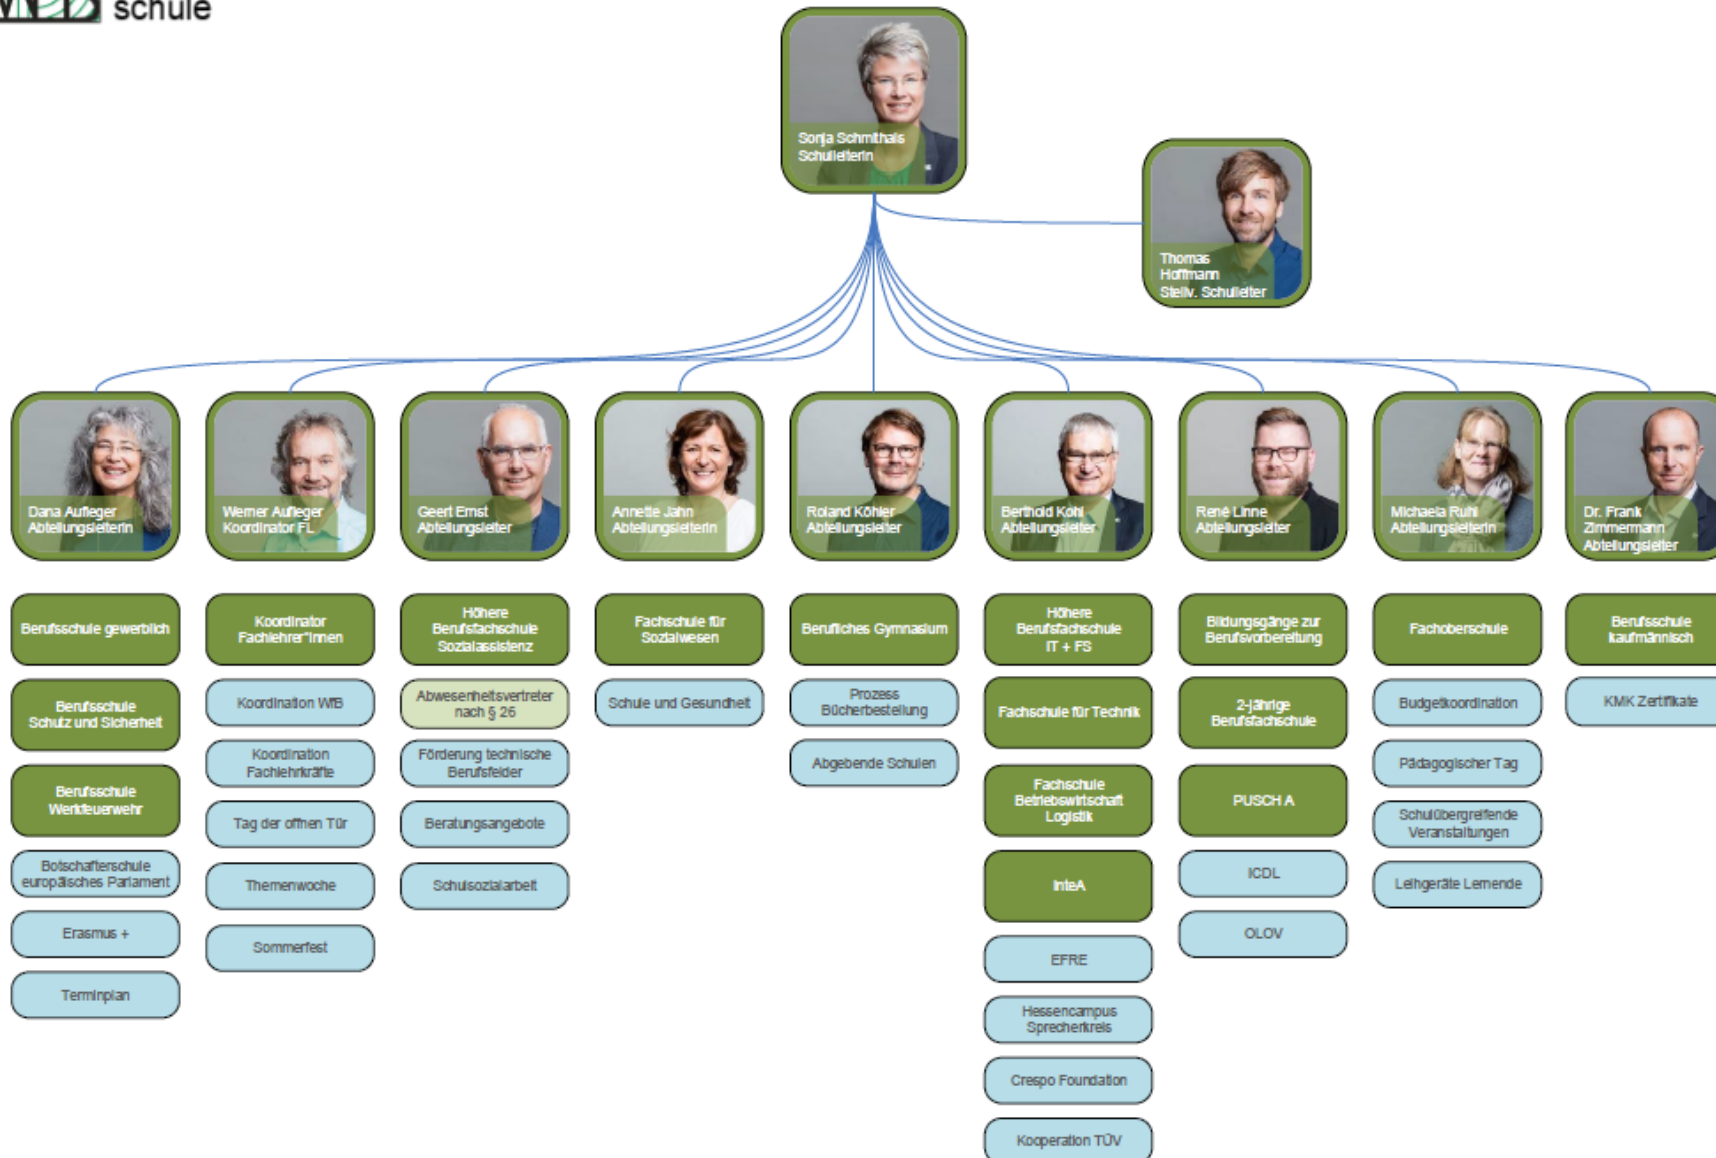 schule
Sonja Schmithals
Schulleiterin
Thomas
Hoffmann
Stellv. Schulleiter
Dana Aufleger
Abteilungsleiterin
Werner Aufleger
Koordinator FL
Geert Ernst
Abteilungsleiter
Annette Jahn
Abteilungsleiterin
Roland Köhler
Abteilungsleiter
Berthold Kohl
Abteilungsleiter
René Linne
Abteilungsleiter
Michaela Ruhl
Abteilungsleiterin
Dr. Frank
Zimmermann
Abteilungsleiter
Berufsschule gewerblich
Berufsschule
Schutz und Sicherheit
Berufsschule
Werkfeuerwehr
Botschafterschule
europäisches Parlament
Erasmus +
Terminplan
Koordinator
Fachlehrer*innen
Koordination WfB
Koordination
Fachlehrkräfte
Tag der offnen Tür
Themenwoche
Sommerfest
Höhere
Berufsfachschule
Sozialassistenz
Abwesenheitsvertreter
nach § 26
Förderung technische
Berufsfelder
Beratungsangebote
Schulsozialarbeit
Fachschule für
Sozialwesen
Schule und Gesundheit
Berufliches Gymnasium
Prozess
Bücherbestellung
Abgebende Schulen
Höhere
Berufsfachschule
IT + FS
Fachschule für Technik
Fachschule
Betriebswirtschaft
Logistik
InteA
EFRE
Hessencampus
Sprecherkreis
Crespo Foundation
Kooperation TÜV
Bildungsgänge zur
Berufsvorbereitung
2-jährige
Berufsfachschule
PUSCH A
ICDL
OLOV
Fachoberschule
Budgetkoordination
Pädagogischer Tag
Schulübergreifende
Veranstaltungen
Leihgeräte Lernende
Berufsschule
kaufmännisch
KMK Zertifikate